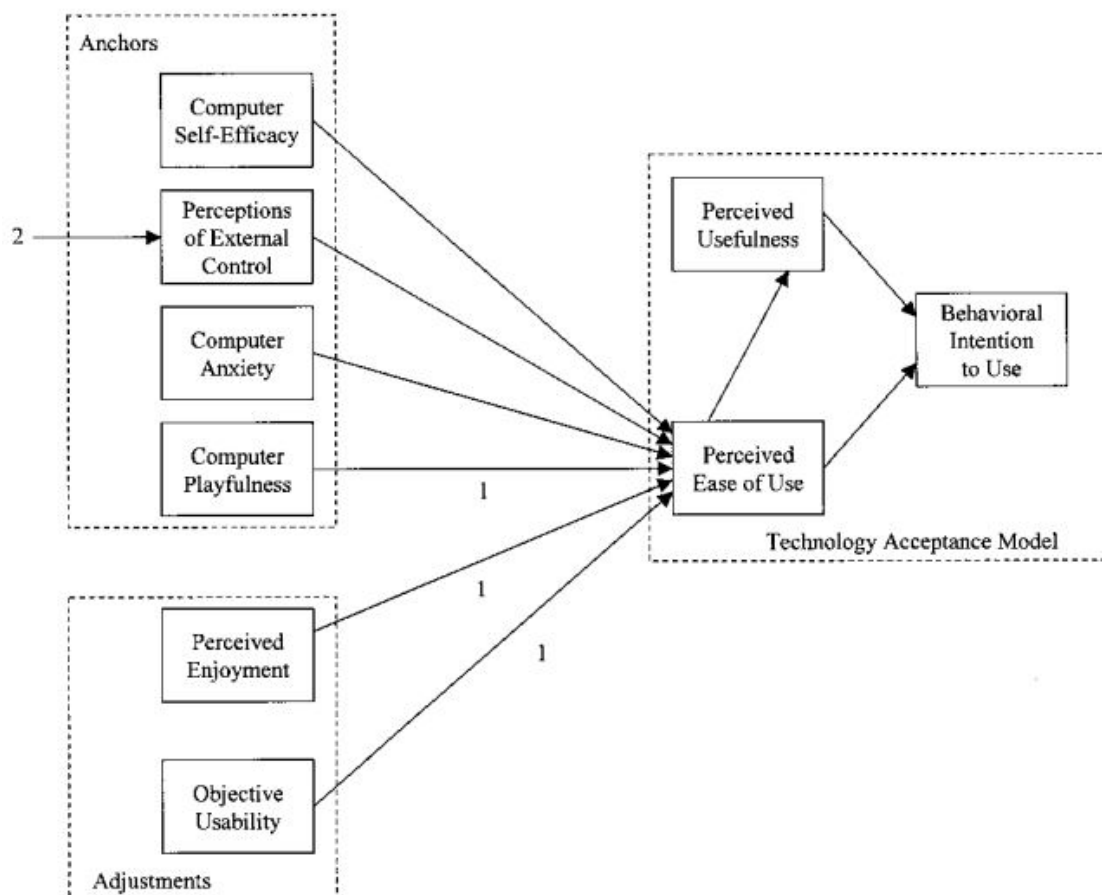 Anchors
Computer
Self-Efficacy
2
Perceptions
of External
Control
Computer
Anxiety
Computer
Playfulness
1
Perceived
Enjoyment
1
Objective
Usability
1
Adjustments
Perceived
Usefulness
Behavioral
Intention
to Use
Perceived
Ease of Use
Technology Acceptance Model